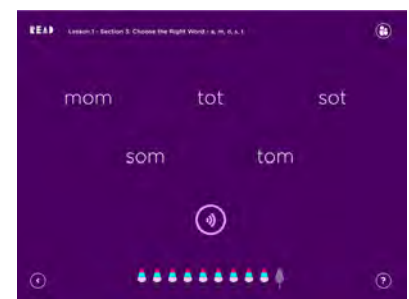 READ Lesson 1 - Section 3: Choose the Right Word: a, m, o, s, t
mom tot sot
som tom
?